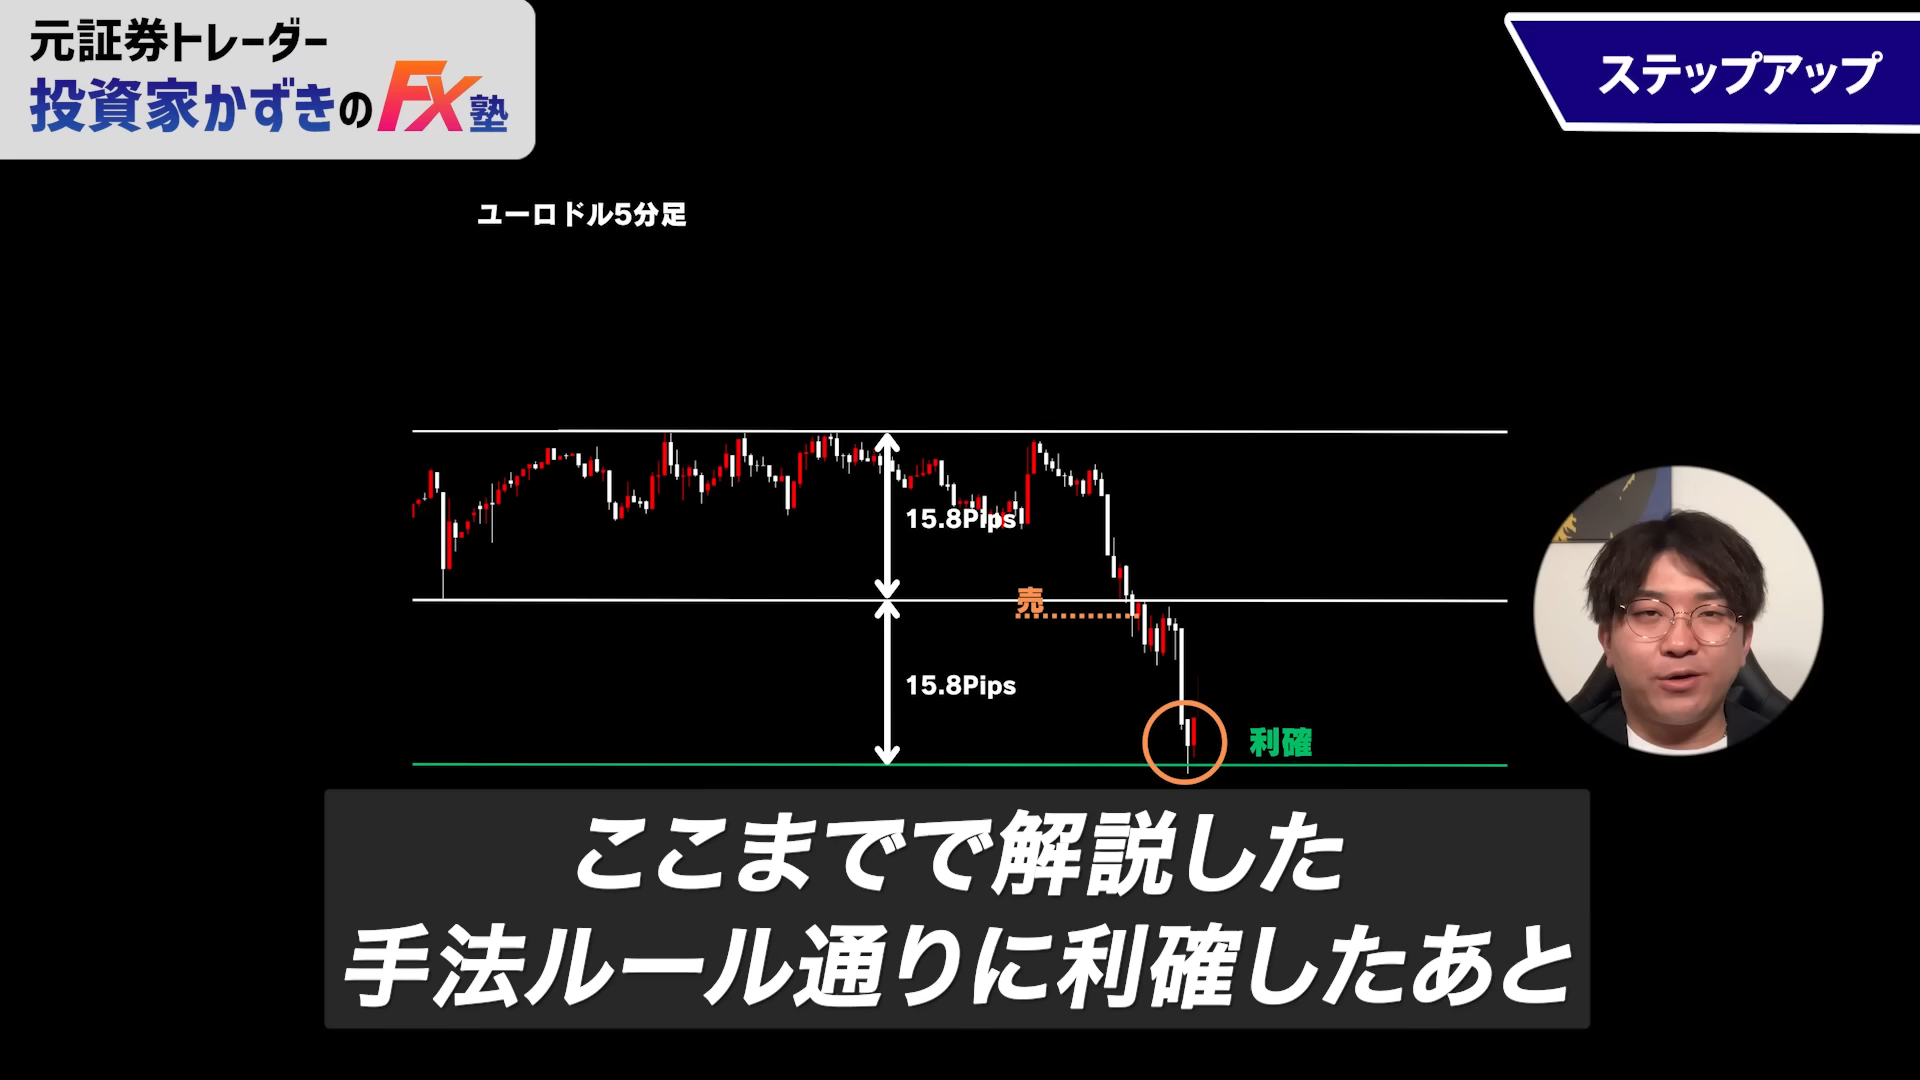 元証券トレーダー
投資家かずきのFX塾
ステップアップ
ユーロドル5分足
15.8Pips
売
15.8Pips
利確
ここまでで解説した
手法ルール通りに利確したあと